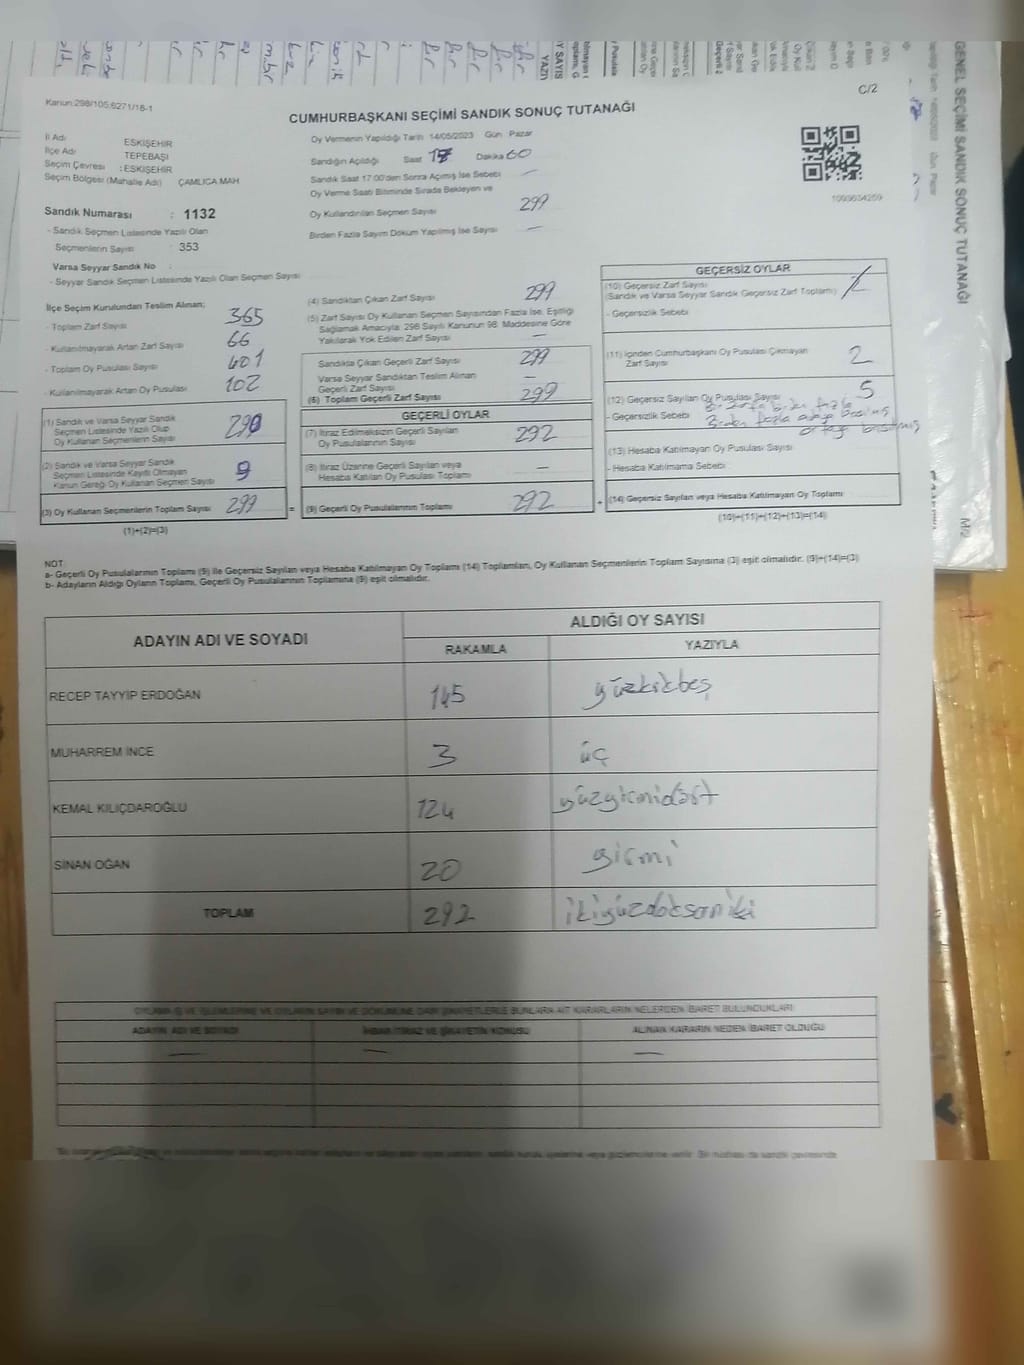 C/2
Kanun:298/105;6271/18-1
CUMHURBAŞKANI SEÇİMİ SANDIK SONUÇ TUTANAĞI
İl Adı ESKİŞEHİR
İlçe Adı TEPEBAŞI
Seçim Çevresi : ESKİŞEHİR
Seçim Bölgesi (Mahalle Adı) ÇAMLICA MAH
Sandık Numarası : 1132
- Sandık Seçmen Listesinde Yazılı Olan
Seçmenlerin Sayısı : 353
Varsa Seyyar Sandık No :
- Seyyar Sandık Seçmen Listesinde Yazılı Olan Seçmen Sayısı
Oy Vermenin Yapıldığı Tarih 14/05/2023 Gün Pazar
Sandığın Açıldığı Saat Dakika 60
Sandık Saat 17:00'den Sonra Açılmış İse Sebebi —
Oy Verme Saati Bitiminde Sırada Bekleyen ve
Oy Kullandırılan Seçmen Sayısı 299
Birden Fazla Sayım Döküm Yapılmış İse Sayısı —
İlçe Seçim Kurulundan Teslim Alınan;
- Toplam Zarf Sayısı 365
- Kullanılmayarak Artan Zarf Sayısı 66
- Toplam Oy Pusulası Sayısı 401
- Kullanılmayarak Artan Oy Pusulası 102
(1) Sandık ve Varsa Seyyar Sandık
Seçmen Listesinde Yazılı Olup
Oy Kullanan Seçmenlerin Sayısı 290
(2) Sandık ve Varsa Seyyar Sandık
Seçmen Listesinde Kayıtlı Olmayan
Kanun Gereği Oy Kullanan Seçmen Sayısı 9
(3) Oy Kullanan Seçmenlerin Toplam Sayısı 299 =
(1)+(2)=(3)
(4) Sandıktan Çıkan Zarf Sayısı 299
(5) Zarf Sayısı Oy Kullanan Seçmen Sayısından Fazla İse, Eşitliği
Sağlamak Amacıyla; 298 Sayılı Kanunun 98. Maddesine Göre
Yakılarak Yok Edilen Zarf Sayısı —
Sandıkta Çıkan Geçerli Zarf Sayısı 299
Varsa Seyyar Sandıktan Teslim Alınan
Geçerli Zarf Sayısı —
(6) Toplam Geçerli Zarf Sayısı 299
GEÇERLİ OYLAR
(7) İtiraz Edilmeksizin Geçerli Sayılan
Oy Pusulalarının Sayısı 292
(8) İtiraz Üzerine Geçerli Sayılan veya
Hesaba Katılan Oy Pusulası Toplamı —
(9) Geçerli Oy Pusulalarının Toplamı 292 +
GEÇERSİZ OYLAR
(10) Geçersiz Zarf Sayısı
(Sandık ve Varsa Seyyar Sandık Geçersiz Zarf Toplamı)
- Geçersizlik Sebebi
(11) İçinden Cumhurbaşkanı Oy Pusulası Çıkmayan
Zarf Sayısı 2
(12) Geçersiz Sayılan Oy Pusulası Sayısı 5
- Geçersizlik Sebebi Birden fazla adaya basılmış
ortaya basılmış
(13) Hesaba Katılmayan Oy Pusulası Sayısı
- Hesaba Katılmama Sebebi
(14) Geçersiz Sayılan veya Hesaba Katılmayan Oy Toplamı
(10)+(11)+(12)+(13)=(14)
NOT:
a- Geçerli Oy Pusulalarının Toplamı (9) ile Geçersiz Sayılan veya Hesaba Katılmayan Oy Toplamı (14) Toplamları, Oy Kullanan Seçmenlerin Toplam Sayısına (3) eşit olmalıdır. (9)+(14)=(3)
b- Adayların Aldığı Oyların Toplamı, Geçerli Oy Pusulalarının Toplamına (9) eşit olmalıdır.
ADAYIN ADI VE SOYADI ALDIĞI OY SAYISI
RAKAMLA YAZIYLA
RECEP TAYYİP ERDOĞAN 145 yüzkırkbeş
MUHARREM İNCE 3 üç
KEMAL KILIÇDAROĞLU 124 yüzyirmidört
SİNAN OĞAN 20 yirmi
TOPLAM 292 ikiyüzdoksaniki
OYLAMA İŞ VE İŞLEMLERİNE VE OYLARIN SAYIM VE DÖKÜMÜNE DAİR ŞİKAYETLERLE BUNLARA AİT KARARLARIN NELERDEN İBARET BULUNDUKLARI
ADAYIN ADI VE SOYADI İHBAR İTİRAZ VE ŞİKAYETİN KONUSU ALINAN KARARIN NEDEN İBARET OLDUĞU
— — —
GENEL SEÇİMİ SANDIK SONUÇ TUTANAĞI
M/2